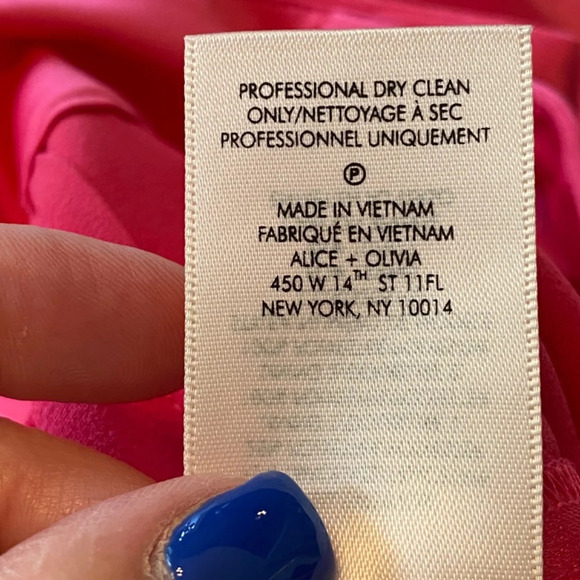 PROFESSIONAL DRY CLEAN
ONLY/NETTOYAGE À SEC
PROFESSIONNEL UNIQUEMENT
Ⓟ
MADE IN VIETNAM
FABRIQUÉ EN VIETNAM
ALICE + OLIVIA
450 W 14TH ST 11FL
NEW YORK, NY 10014